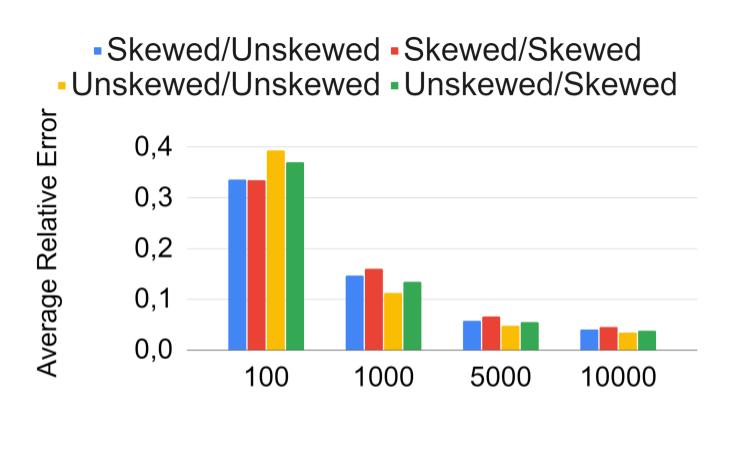 Skewed/Unskewed Skewed/Skewed
Unskewed/Unskewed Unskewed/Skewed
Average Relative Error
0,4
0,3
0,2
0,1
0,0
100 1000 5000 10000